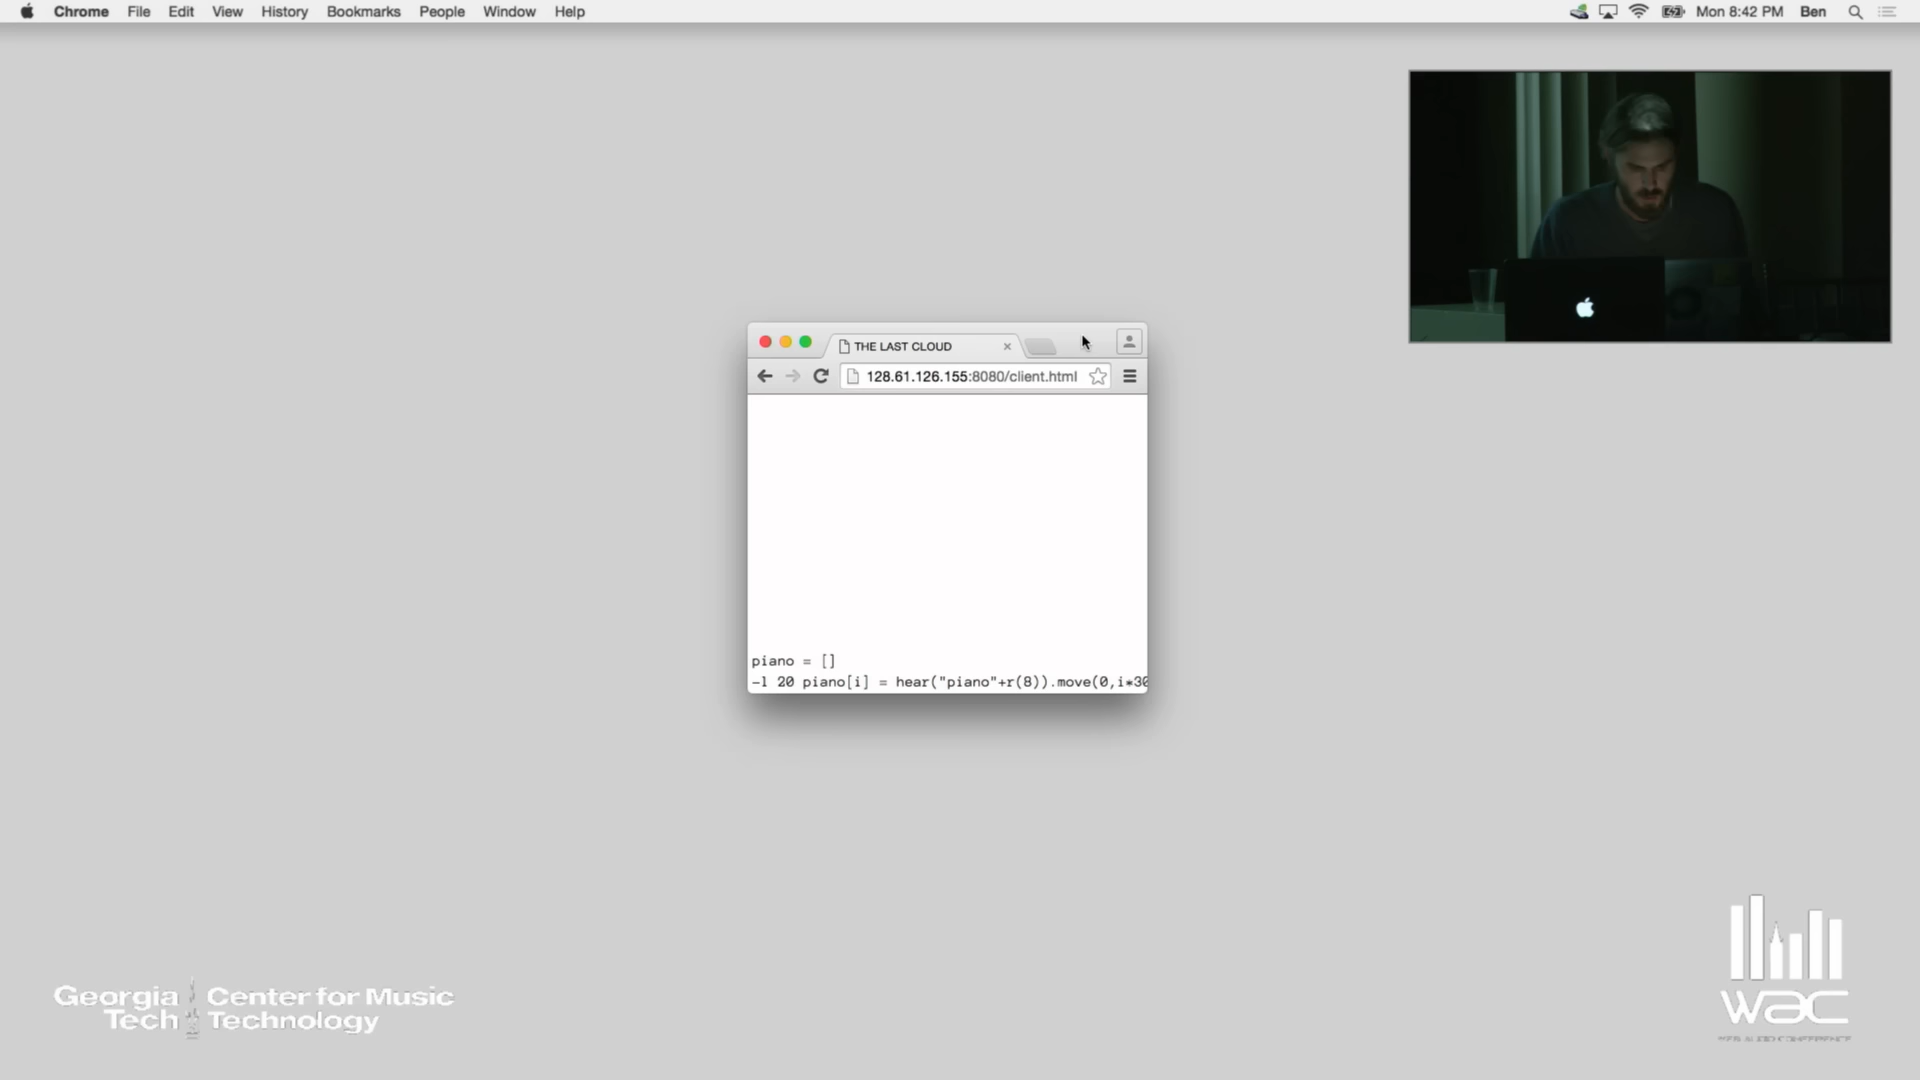 Chrome File Edit View History Bookmarks People Window Help
Mon 8:42 PM Ben
THE LAST CLOUD
128.61.126.155:8080/client.html
piano = []
-l 20 piano[i] = hear("piano"+r(8)).move(0,i*30
Georgia Tech
Center for Music Technology
wac